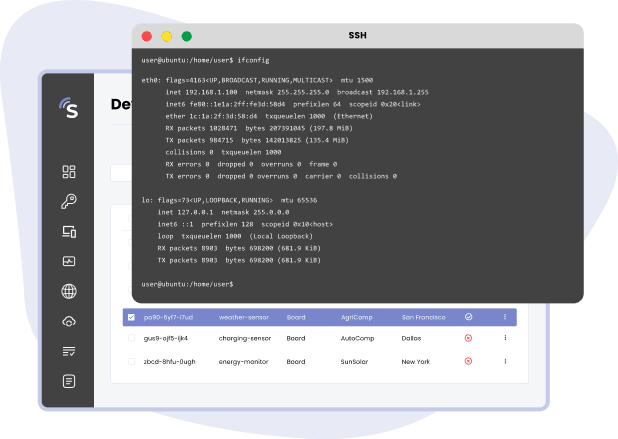 SSH
user@ubuntu:/home/user$ ifconfig
eth0: flags=4163<UP,BROADCAST,RUNNING,MULTICAST> mtu 1500
inet 192.168.1.100 netmask 255.255.255.0 broadcast 192.168.1.255
inet6 fe80::1e1a:2ff:fe3d:58d4 prefixlen 64 scopeid 0x20<link>
ether 1c:1a:2f:3d:58:d4 txqueuelen 1000 (Ethernet)
RX packets 1028471 bytes 207391045 (197.8 MiB)
TX packets 984715 bytes 142013825 (135.4 MiB)
collisions 0 txqueuelen 1000
RX errors 0 dropped 0 overruns 0 frame 0
TX errors 0 dropped 0 overruns 0 carrier 0 collisions 0
lo: flags=73<UP,LOOPBACK,RUNNING> mtu 65536
inet 127.0.0.1 netmask 255.0.0.0
inet6 ::1 prefixlen 128 scopeid 0x10<host>
loop txqueuelen 1000 (Local Loopback)
RX packets 8903 bytes 698200 (681.9 KiB)
TX packets 8903 bytes 698200 (681.9 KiB)
user@ubuntu:/home/user$
S
De
po90-6yf7-i7ud weather-sensor Board AgriComp San Francisco
gus9-ojf5-ijk4 charging-sensor Board AutoComp Dallas
zbcd-8hfu-0ugh energy-monitor Board SunSolar New York